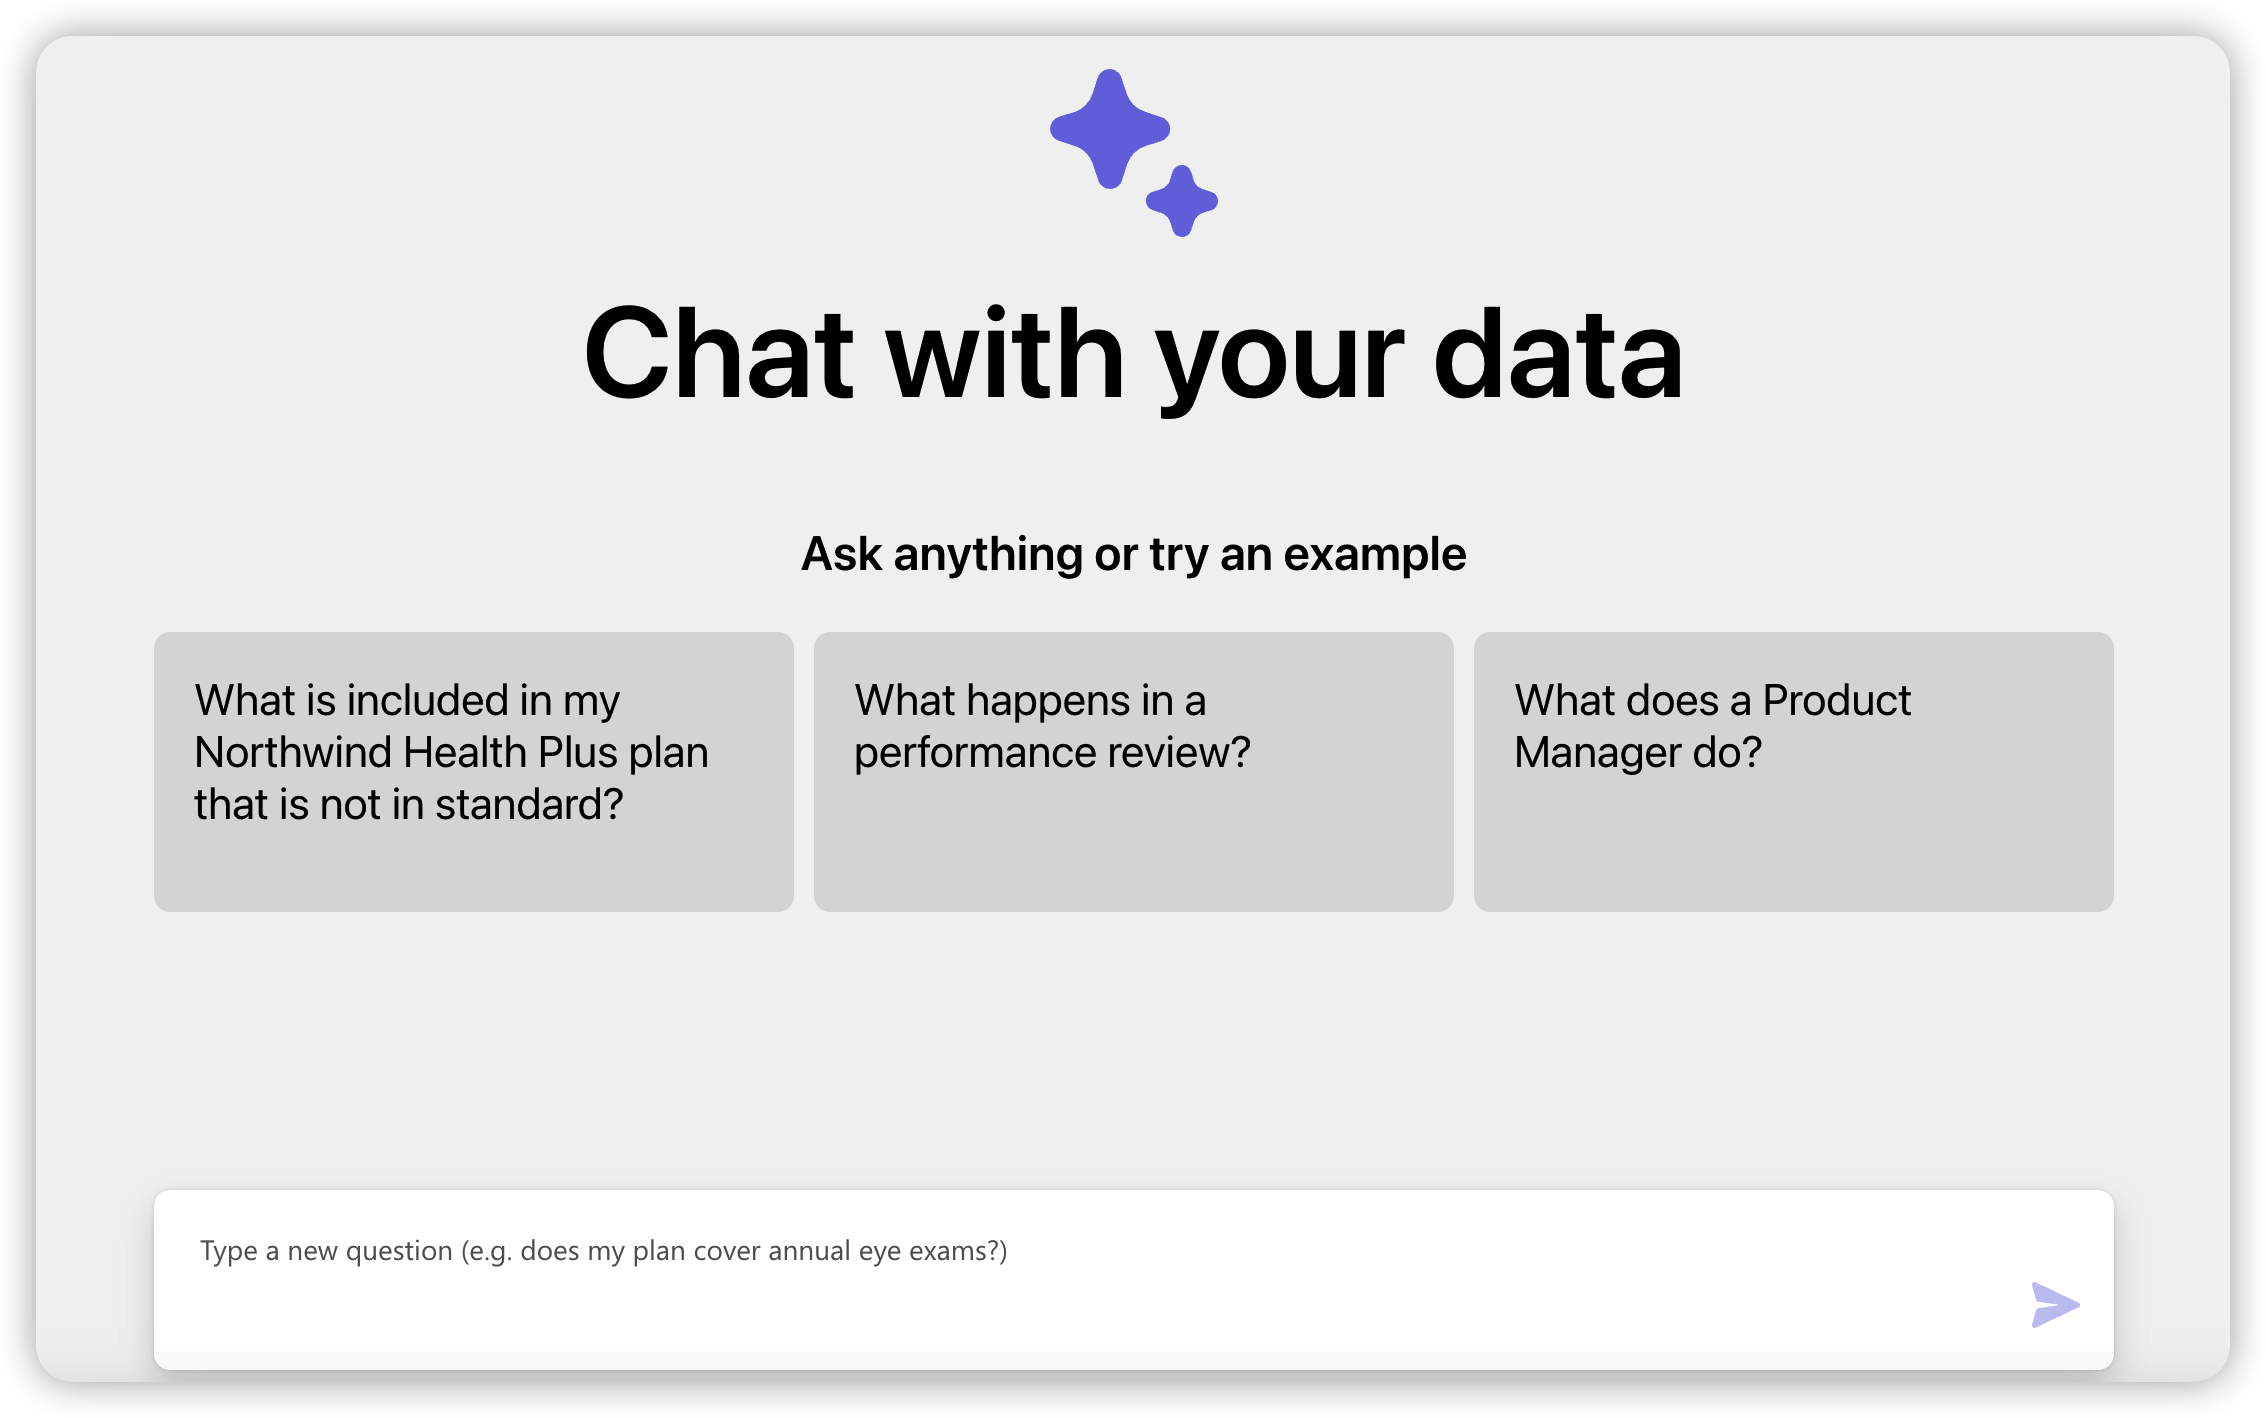 Chat with your data
Ask anything or try an example
What is included in my
Northwind Health Plus plan
that is not in standard?
What happens in a
performance review?
What does a Product
Manager do?
Type a new question (e.g. does my plan cover annual eye exams?)